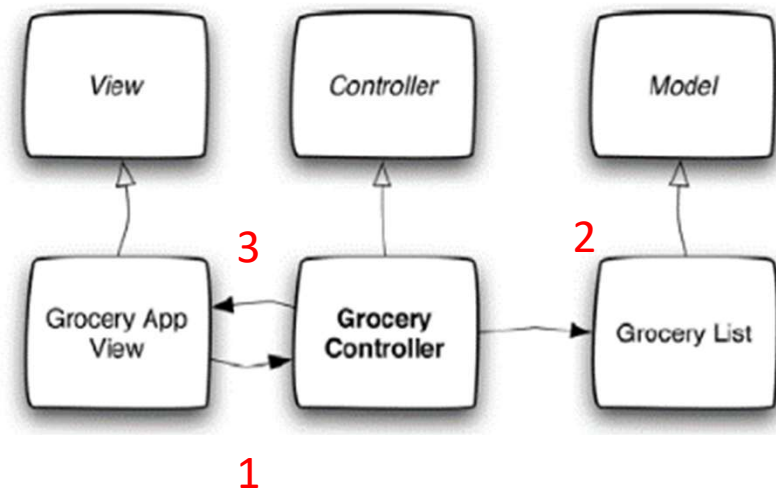 View
Controller
Model
3
2
Grocery App
View
Grocery
Controller
Grocery List
1